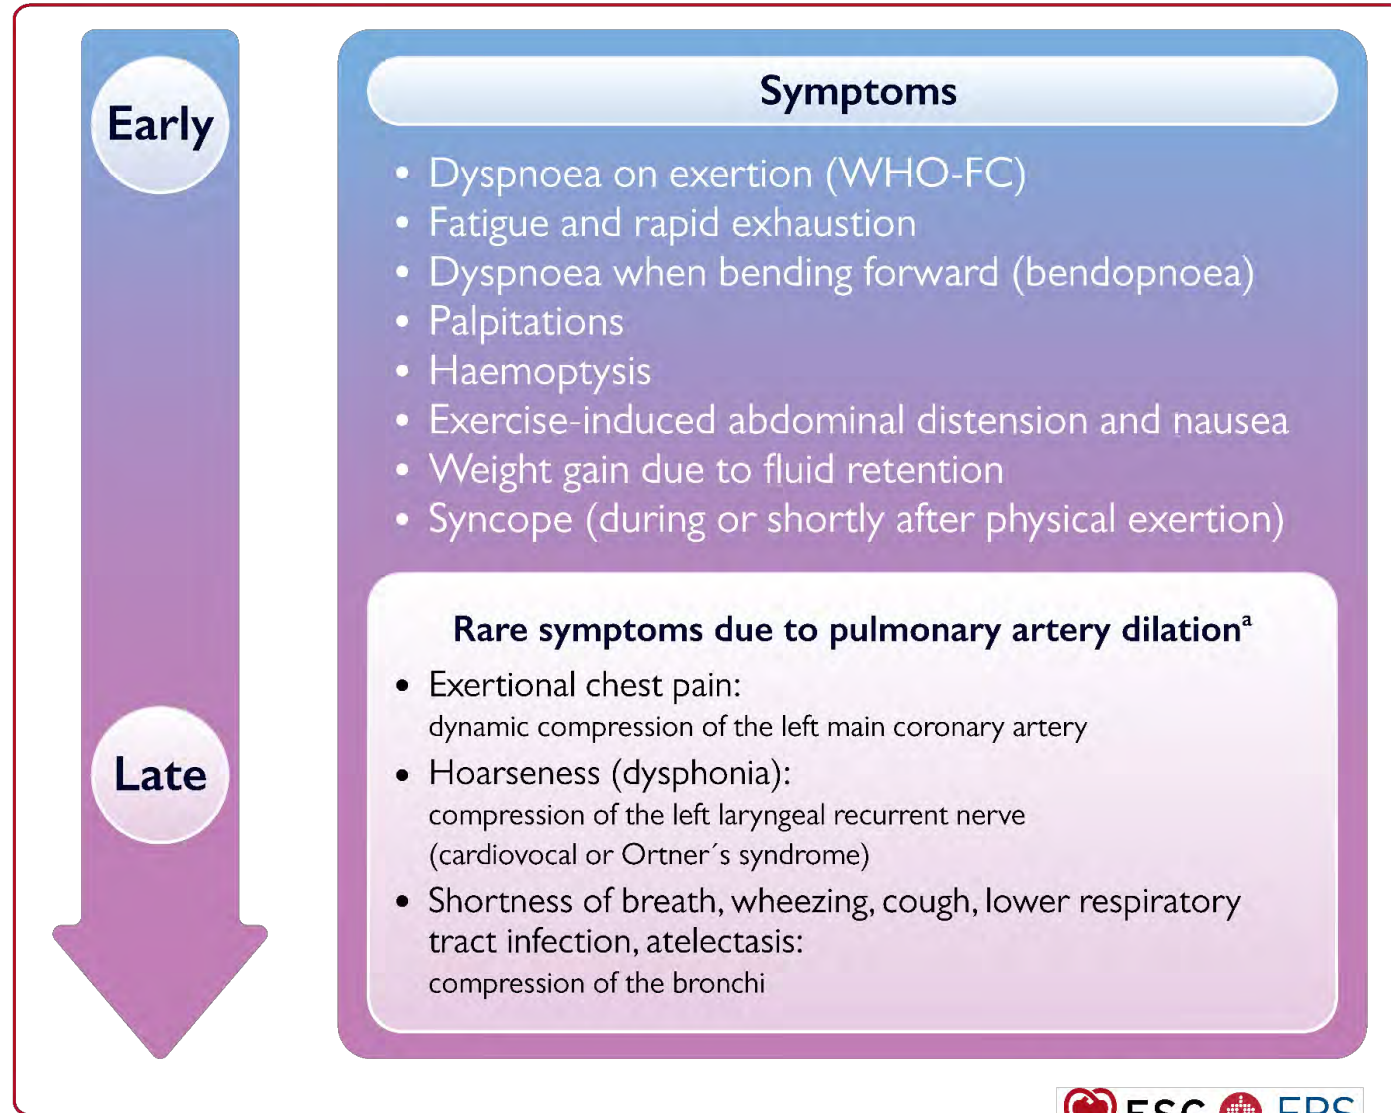 Early
Symptoms
• Dyspnoea on exertion (WHO-FC)
• Fatigue and rapid exhaustion
• Dyspnoea when bending forward (bendopnoea)
• Palpitations
• Haemoptysis
• Exercise-induced abdominal distension and nausea
• Weight gain due to fluid retention
• Syncope (during or shortly after physical exertion)
Late
Rare symptoms due to pulmonary artery dilationᵃ
• Exertional chest pain:
dynamic compression of the left main coronary artery
• Hoarseness (dysphonia):
compression of the left laryngeal recurrent nerve
(cardiovocal or Ortner´s syndrome)
• Shortness of breath, wheezing, cough, lower respiratory
tract infection, atelectasis:
compression of the bronchi
ESC ERS